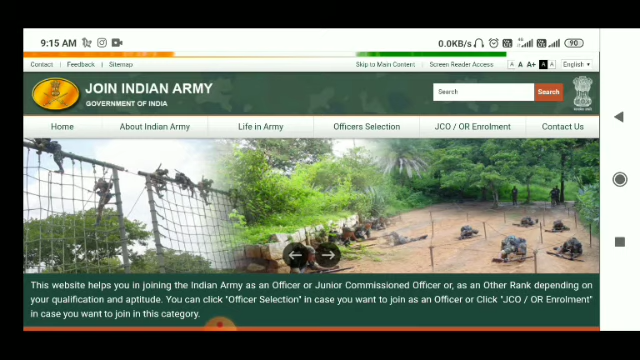 9:15 AM 0.0KB/s 4G 90
Contact Feedback Sitemap Skip to Main Content Screen Reader Access A A A+ A A English
JOIN INDIAN ARMY
GOVERNMENT OF INDIA
Search Search
Home About Indian Army Life in Army Officers Selection JCO / OR Enrolment Contact Us
This website helps you in joining the Indian Army as an Officer or Junior Commissioned Officer or, as an Other Rank depending on
your qualification and aptitude. You can click "Officer Selection" in case you want to join as an Officer or Click "JCO / OR Enrolment"
in case you want to join in this category.